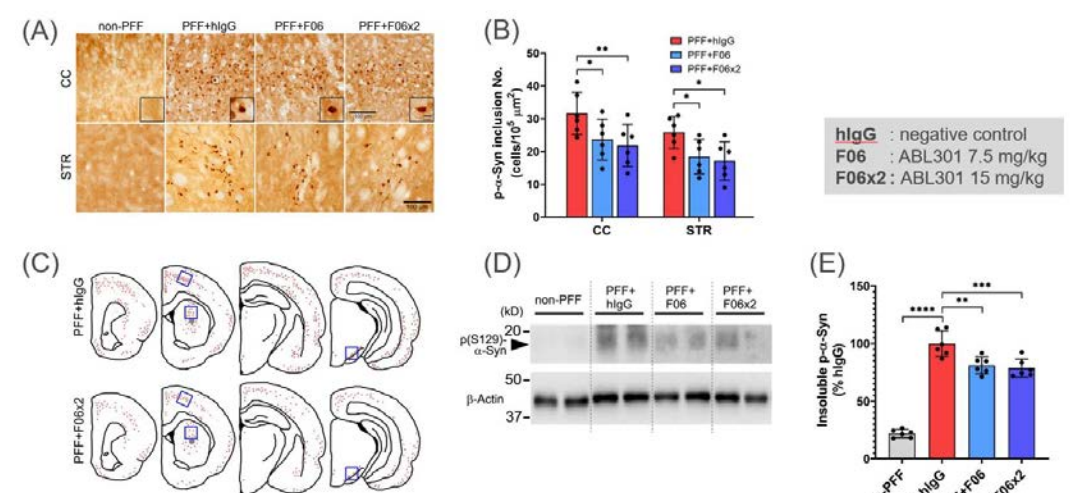 (A)
non-PFF PFF+hIgG PFF+F06 PFF+F06x2
CC
STR
100 μm
(B)
p-α-Syn inclusion No.
(cells/10⁵ μm²)
50
40
30
20
10
0
** *
* *
PFF+hIgG
PFF+F06
PFF+F06x2
CC STR
hIgG : negative control
F06 : ABL301 7.5 mg/kg
F06x2 : ABL301 15 mg/kg
(C)
PFF+hIgG
PFF+F06x2
(D)
non-PFF PFF+ hIgG PFF+ F06 PFF+ F06x2
(kD)
20
p(S129)-
α-Syn
50
β-Actin
37
(E)
Insoluble p-α-Syn
(% hIgG)
150
100
50
0
***
**** **